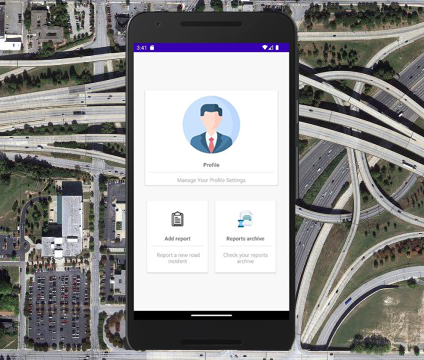 3:41
Profile
Manage Your Profile Settings
Add report
Report a new road
incident
Reports archive
Check your reports
archive